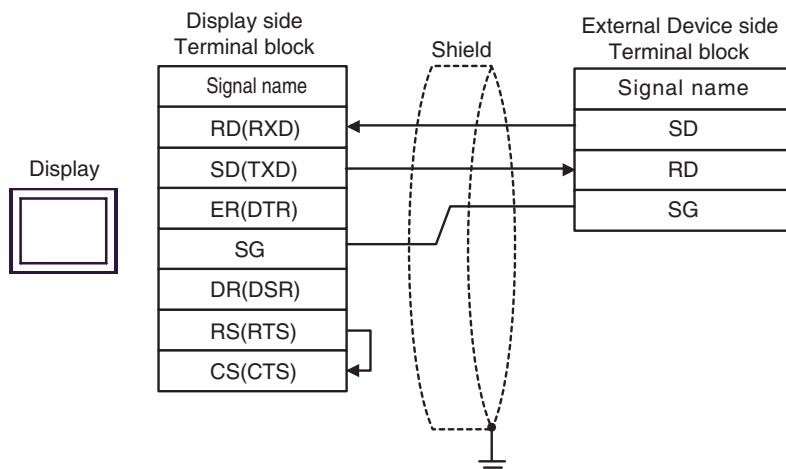 Display side
Terminal block
Signal name
RD(RXD)
SD(TXD)
ER(DTR)
SG
DR(DSR)
RS(RTS)
CS(CTS)
Display
Shield
External Device side
Terminal block
Signal name
SD
RD
SG